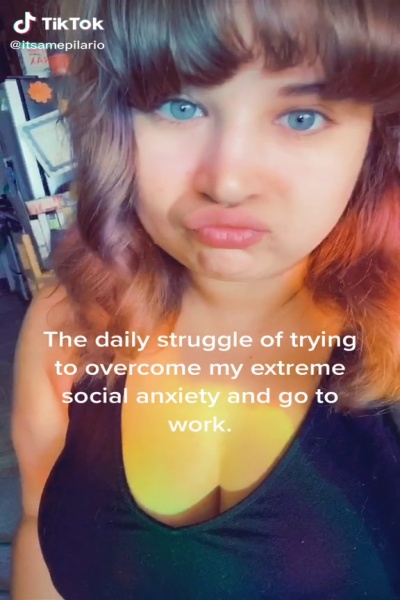 TikTok
@itsamepilario
The daily struggle of trying
to overcome my extreme
social anxiety and go to
work.